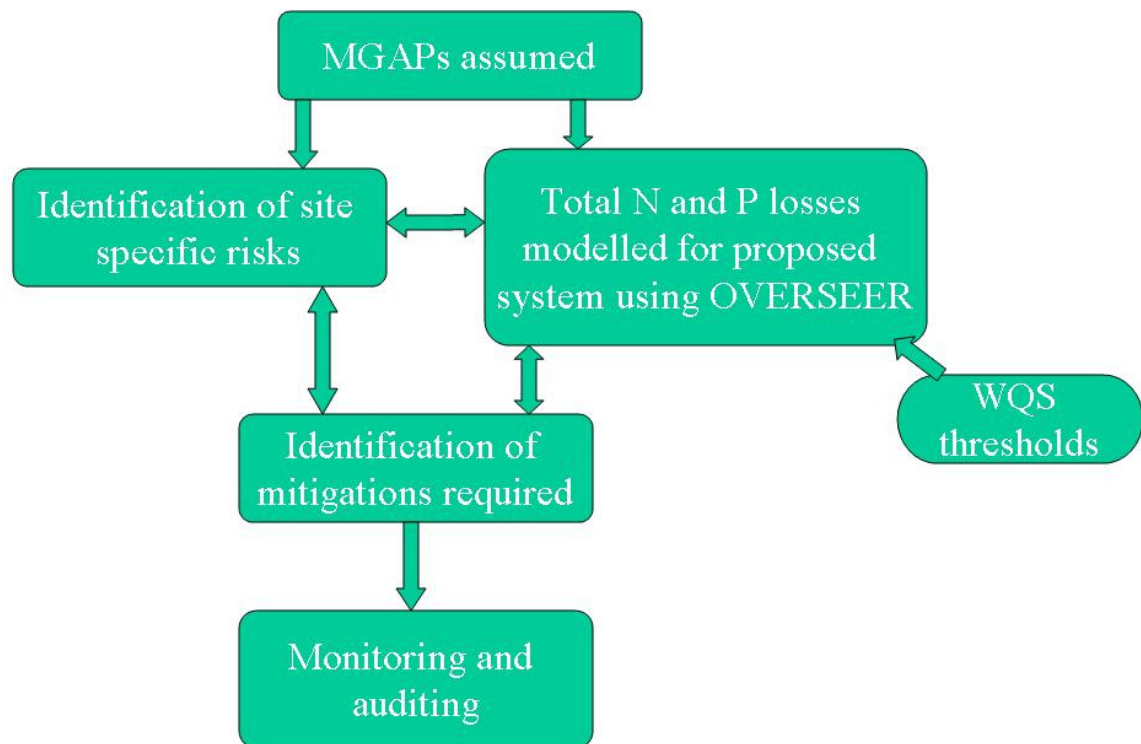 MGAPs assumed
Identification of site
specific risks
Total N and P losses
modelled for proposed
system using OVERSEER
WQS
thresholds
Identification of
mitigations required
Monitoring and
auditing